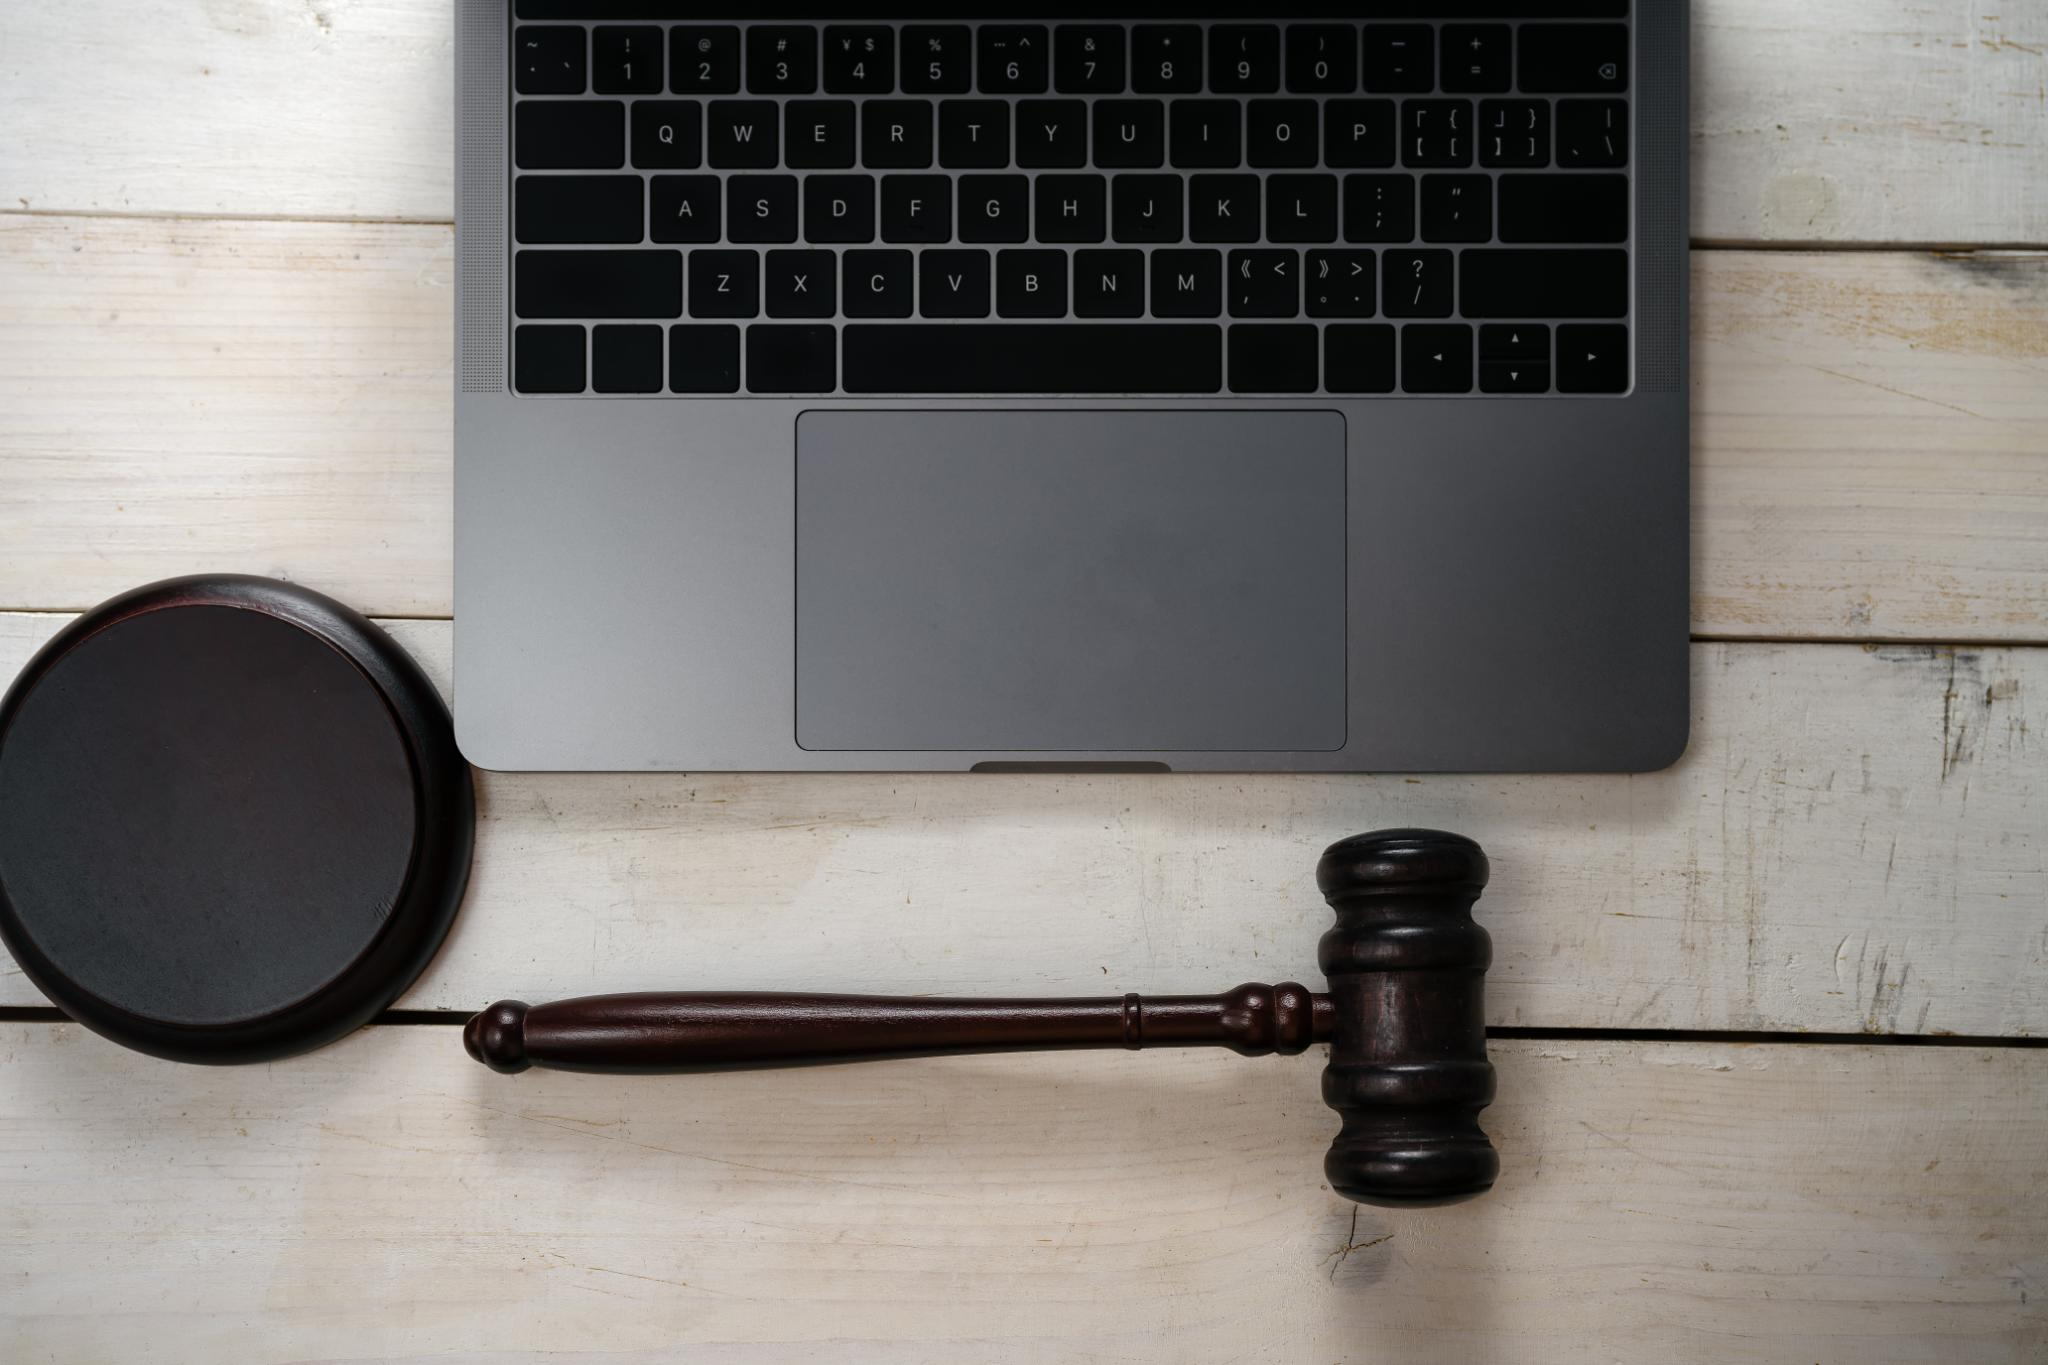 ~ ! @ # ¥ $ % … ^ & * ( ) — +
· ` 1 2 3 4 5 6 7 8 9 0 - =
Q W E R T Y U I O P 「 { 」 } |
【 [ 】 ] 、 \
A S D F G H J K L : "
; '
Z X C V B N M 《 < 》 > ?
, 。 . /